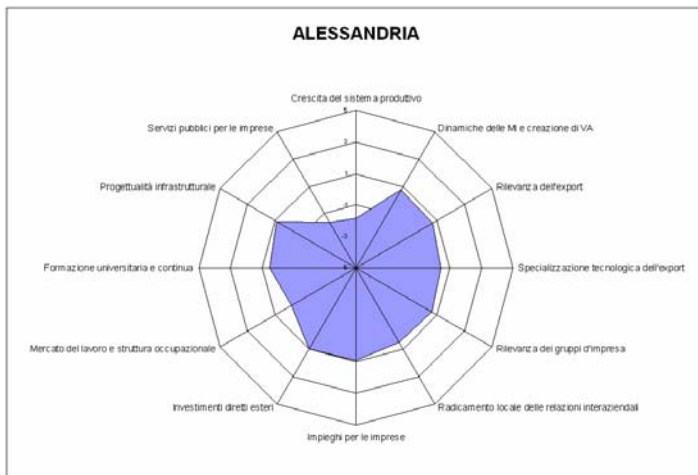 ALESSANDRIA
Crescita del sistema produttivo
Servizi pubblici per le imprese
Dinamiche delle MI e creazione di VA
Progettualità infrastrutturale
Rilevanza dell'export
Formazione universitaria e continua
Specializzazione tecnologica dell'export
Mercato del lavoro e struttura occupazionale
Rilevanza dei gruppi d'impresa
Investimenti diretti esteri
Radicamento locale delle relazioni interaziendali
Impieghi per le imprese